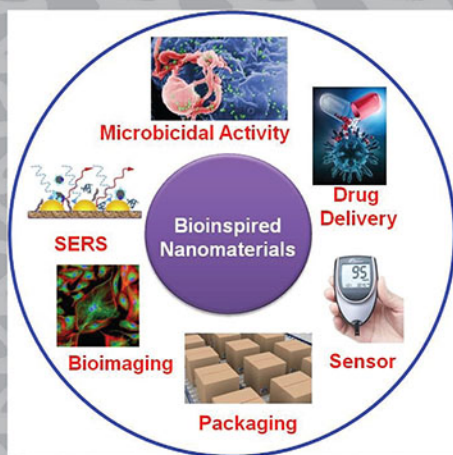 Microbicidal Activity
Drug
Delivery
SERS
Bioinspired
Nanomaterials
95
Bioimaging
Sensor
Packaging